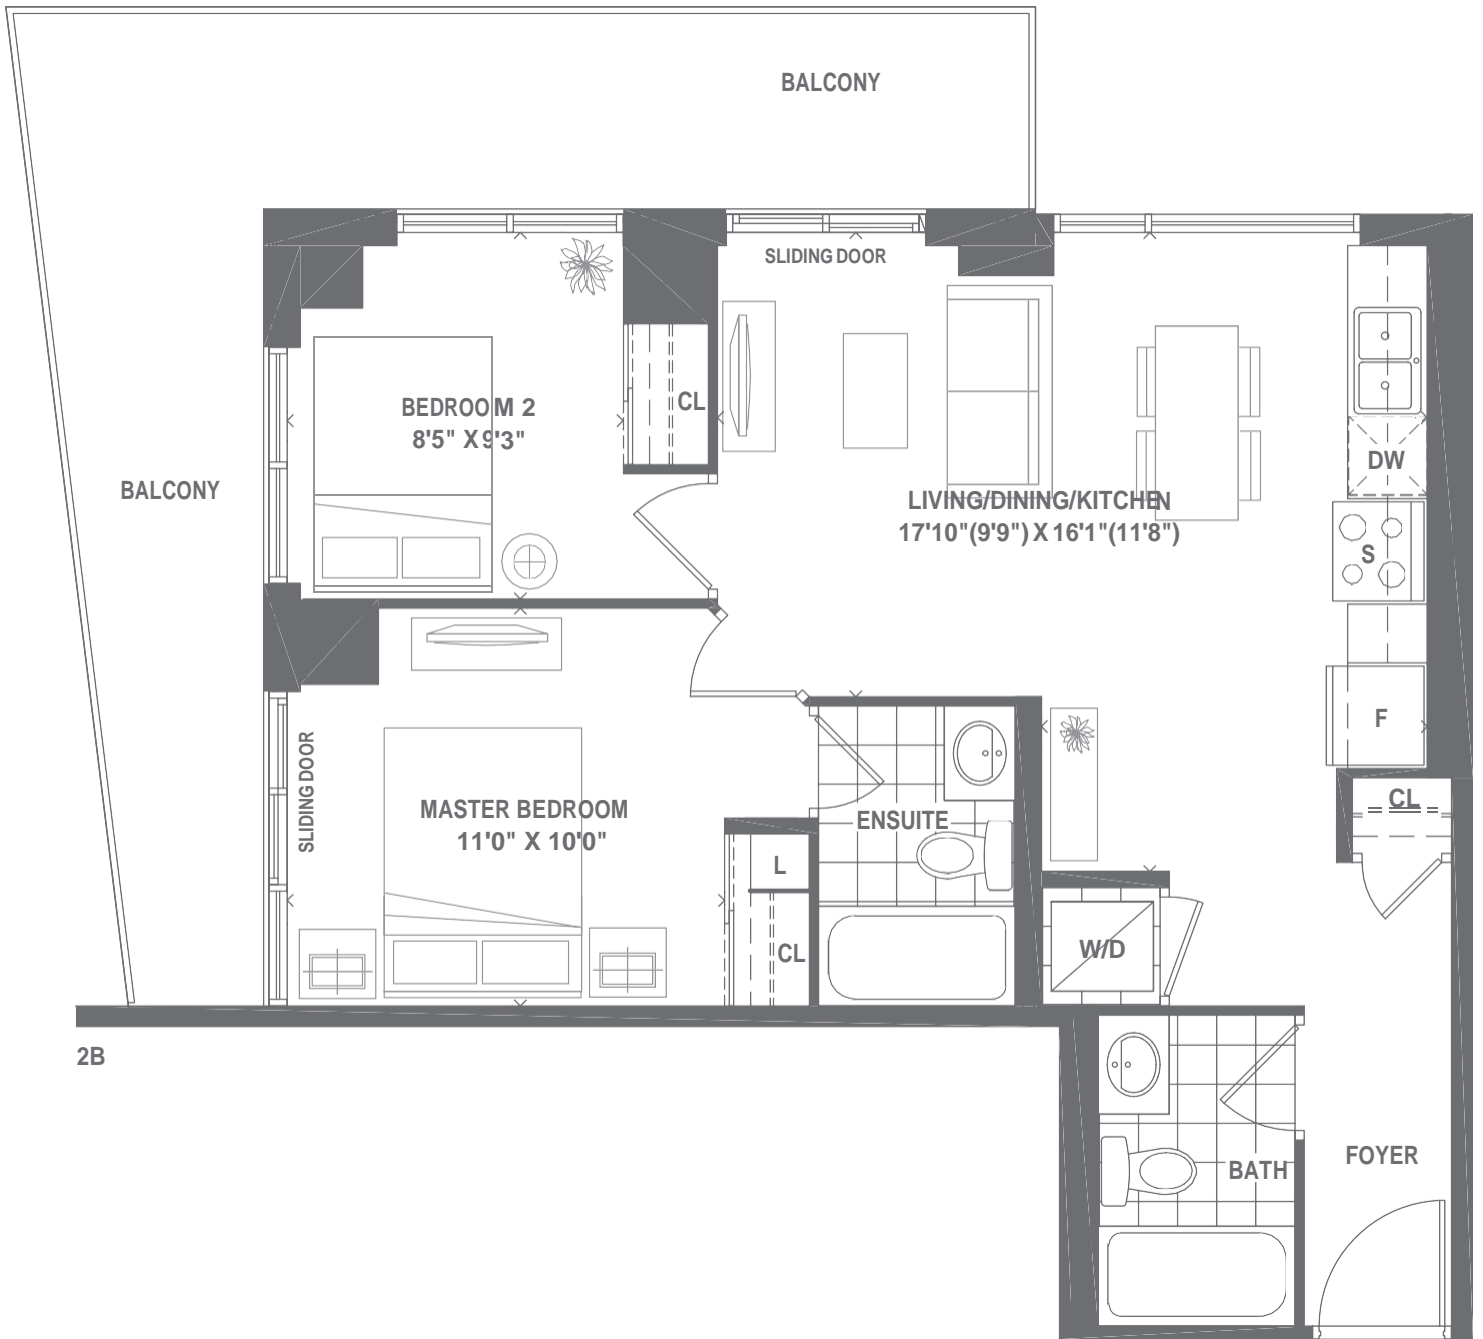 BALCONY
SLIDING DOOR
BEDROOM 2
8'5" X 9'3"
CL
BALCONY
LIVING/DINING/KITCHEN
17'10"(9'9") X 16'1"(11'8")
DW
S
F
SLIDING DOOR
MASTER BEDROOM
11'0" X 10'0"
ENSUITE
CL
L
CL
W/D
2B
BATH
FOYER